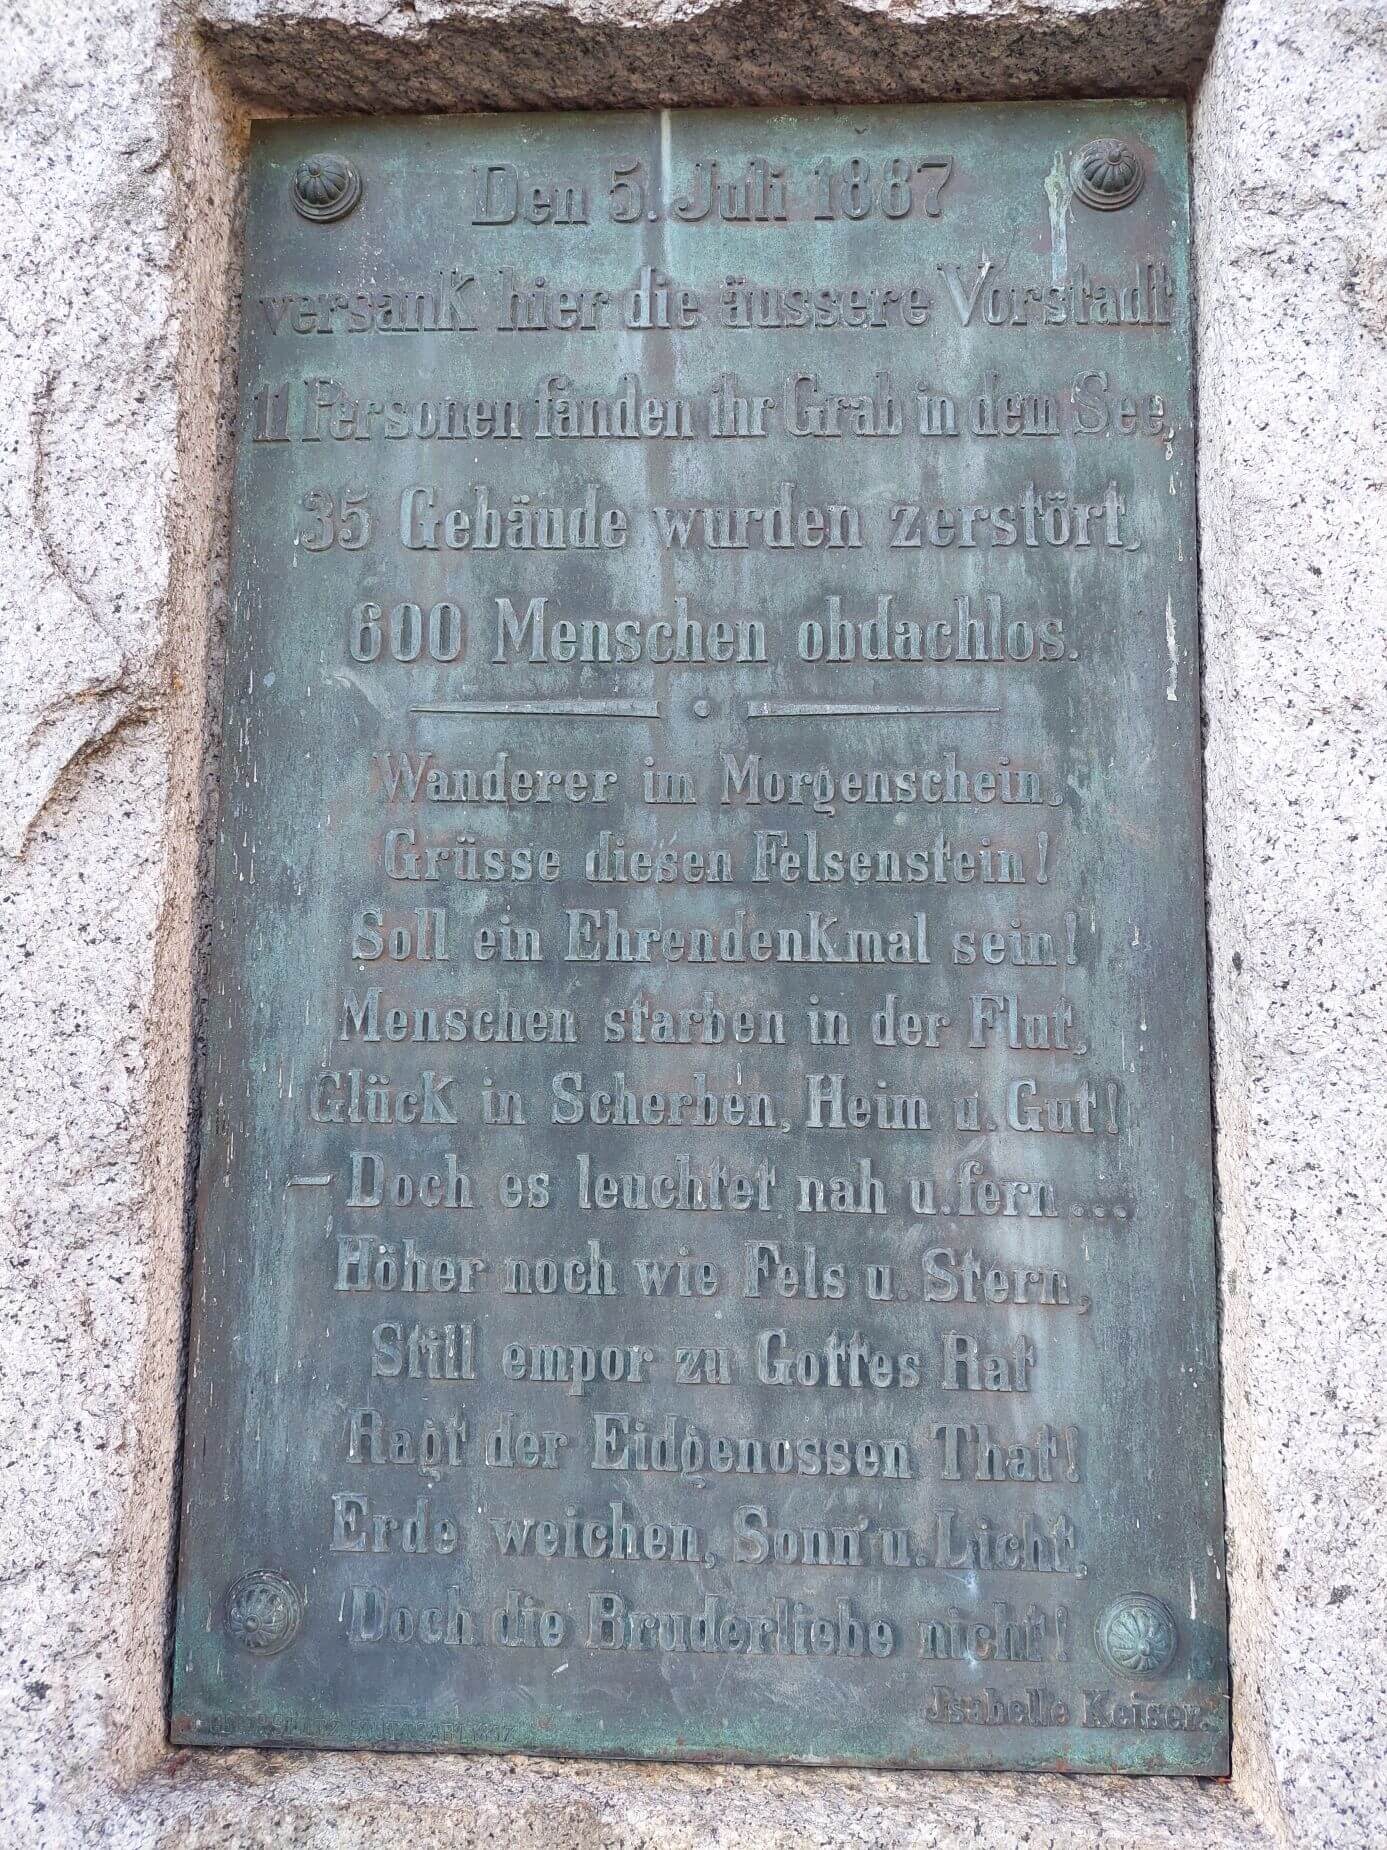 Den 5. Juli 1887
versank hier die äussere Vorstadt
11 Personen fanden ihr Grab in dem See,
35 Gebäude wurden zerstört,
600 Menschen obdachlos.
Wanderer im Morgenschein,
Grüsse diesen Felsenstein!
Soll ein Ehrendenkmal sein!
Menschen starben in der Flut,
Glück in Scherben, Heim u. Gut!
– Doch es leuchtet nah u. fern ...
Höher noch wie Fels u. Stern,
Still empor zu Gottes Rat
Ragt der Eidgenossen That!
Erde weichen, Sonn' u. Licht,
Doch die Bruderliebe nicht!
Isabelle Keiser.